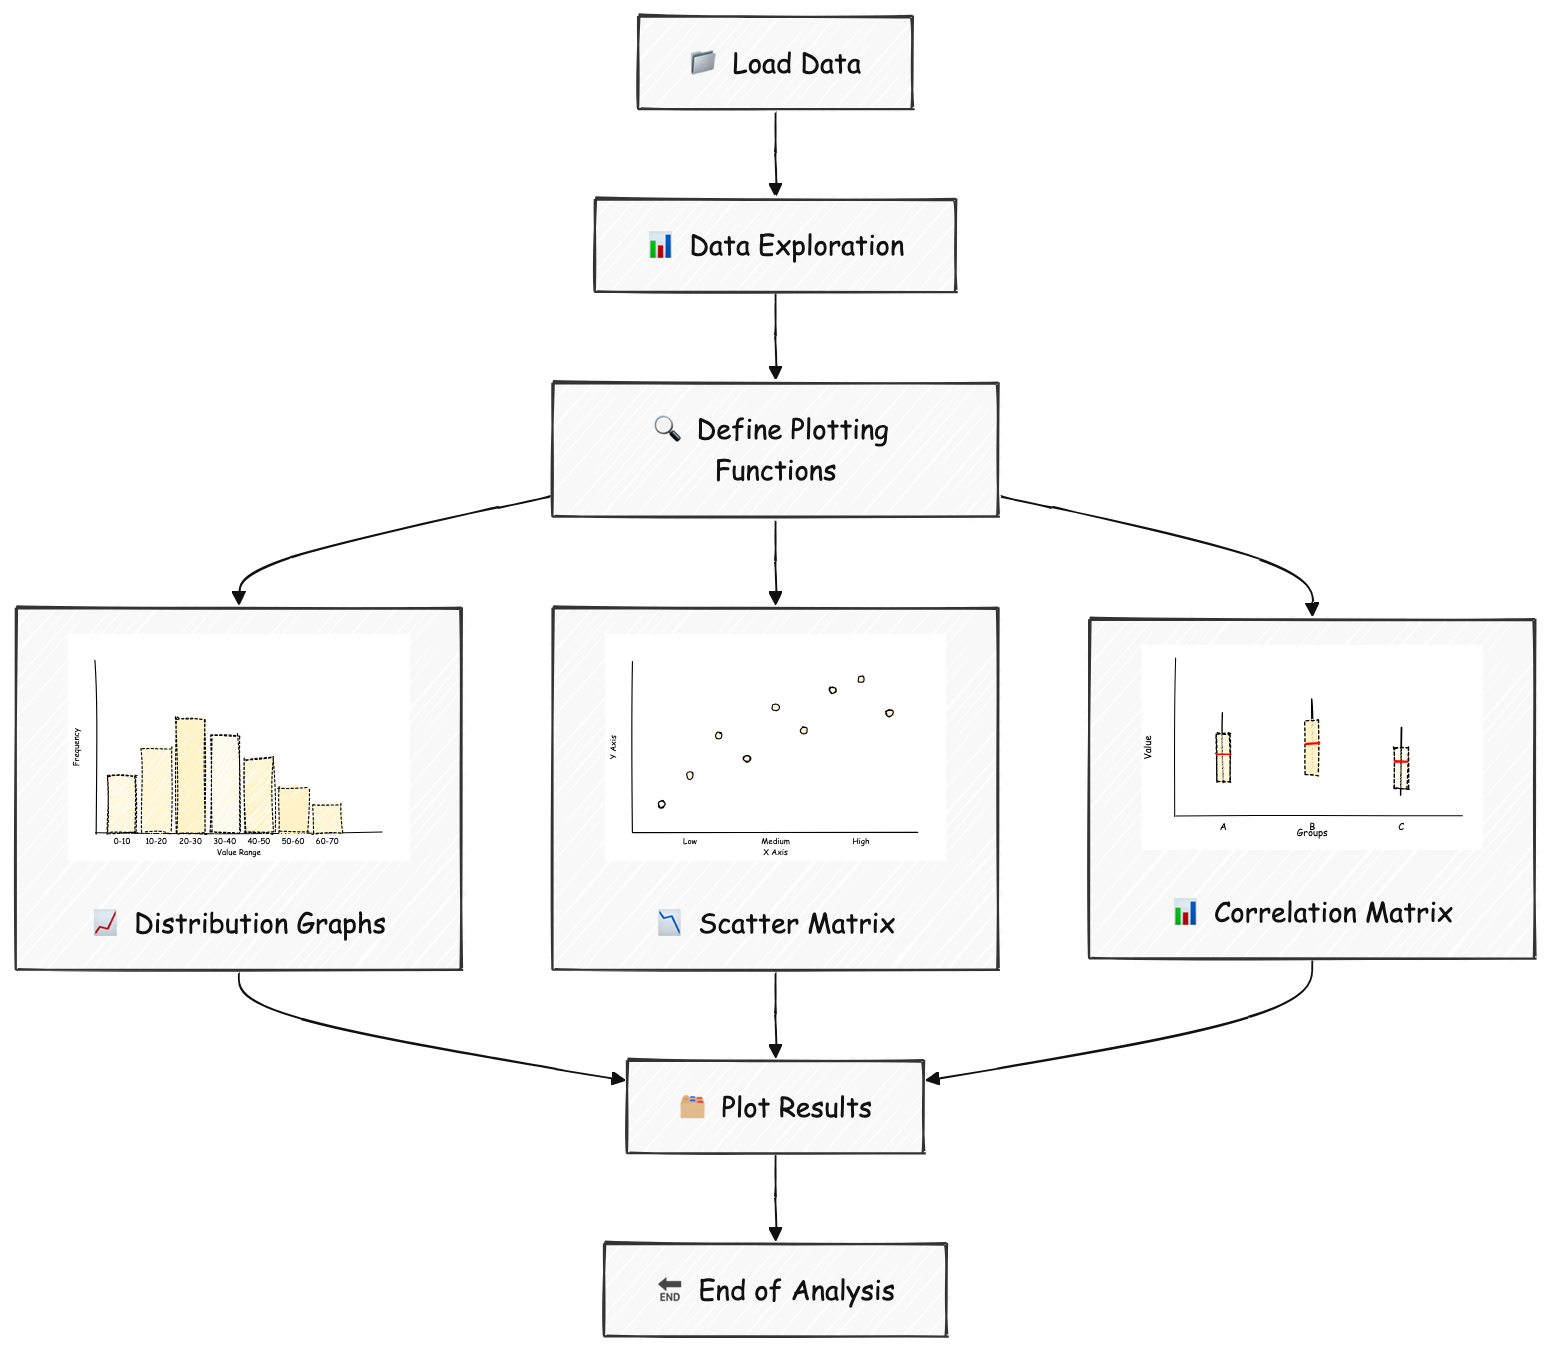 Load Data
Data Exploration
Define Plotting
Functions
Frequency
0-10 10-20 20-30 30-40 40-50 50-60 60-70
Value Range
Distribution Graphs
Y Axis
Low Medium High
X Axis
Scatter Matrix
Value
A B C
Groups
Correlation Matrix
Plot Results
END
End of Analysis